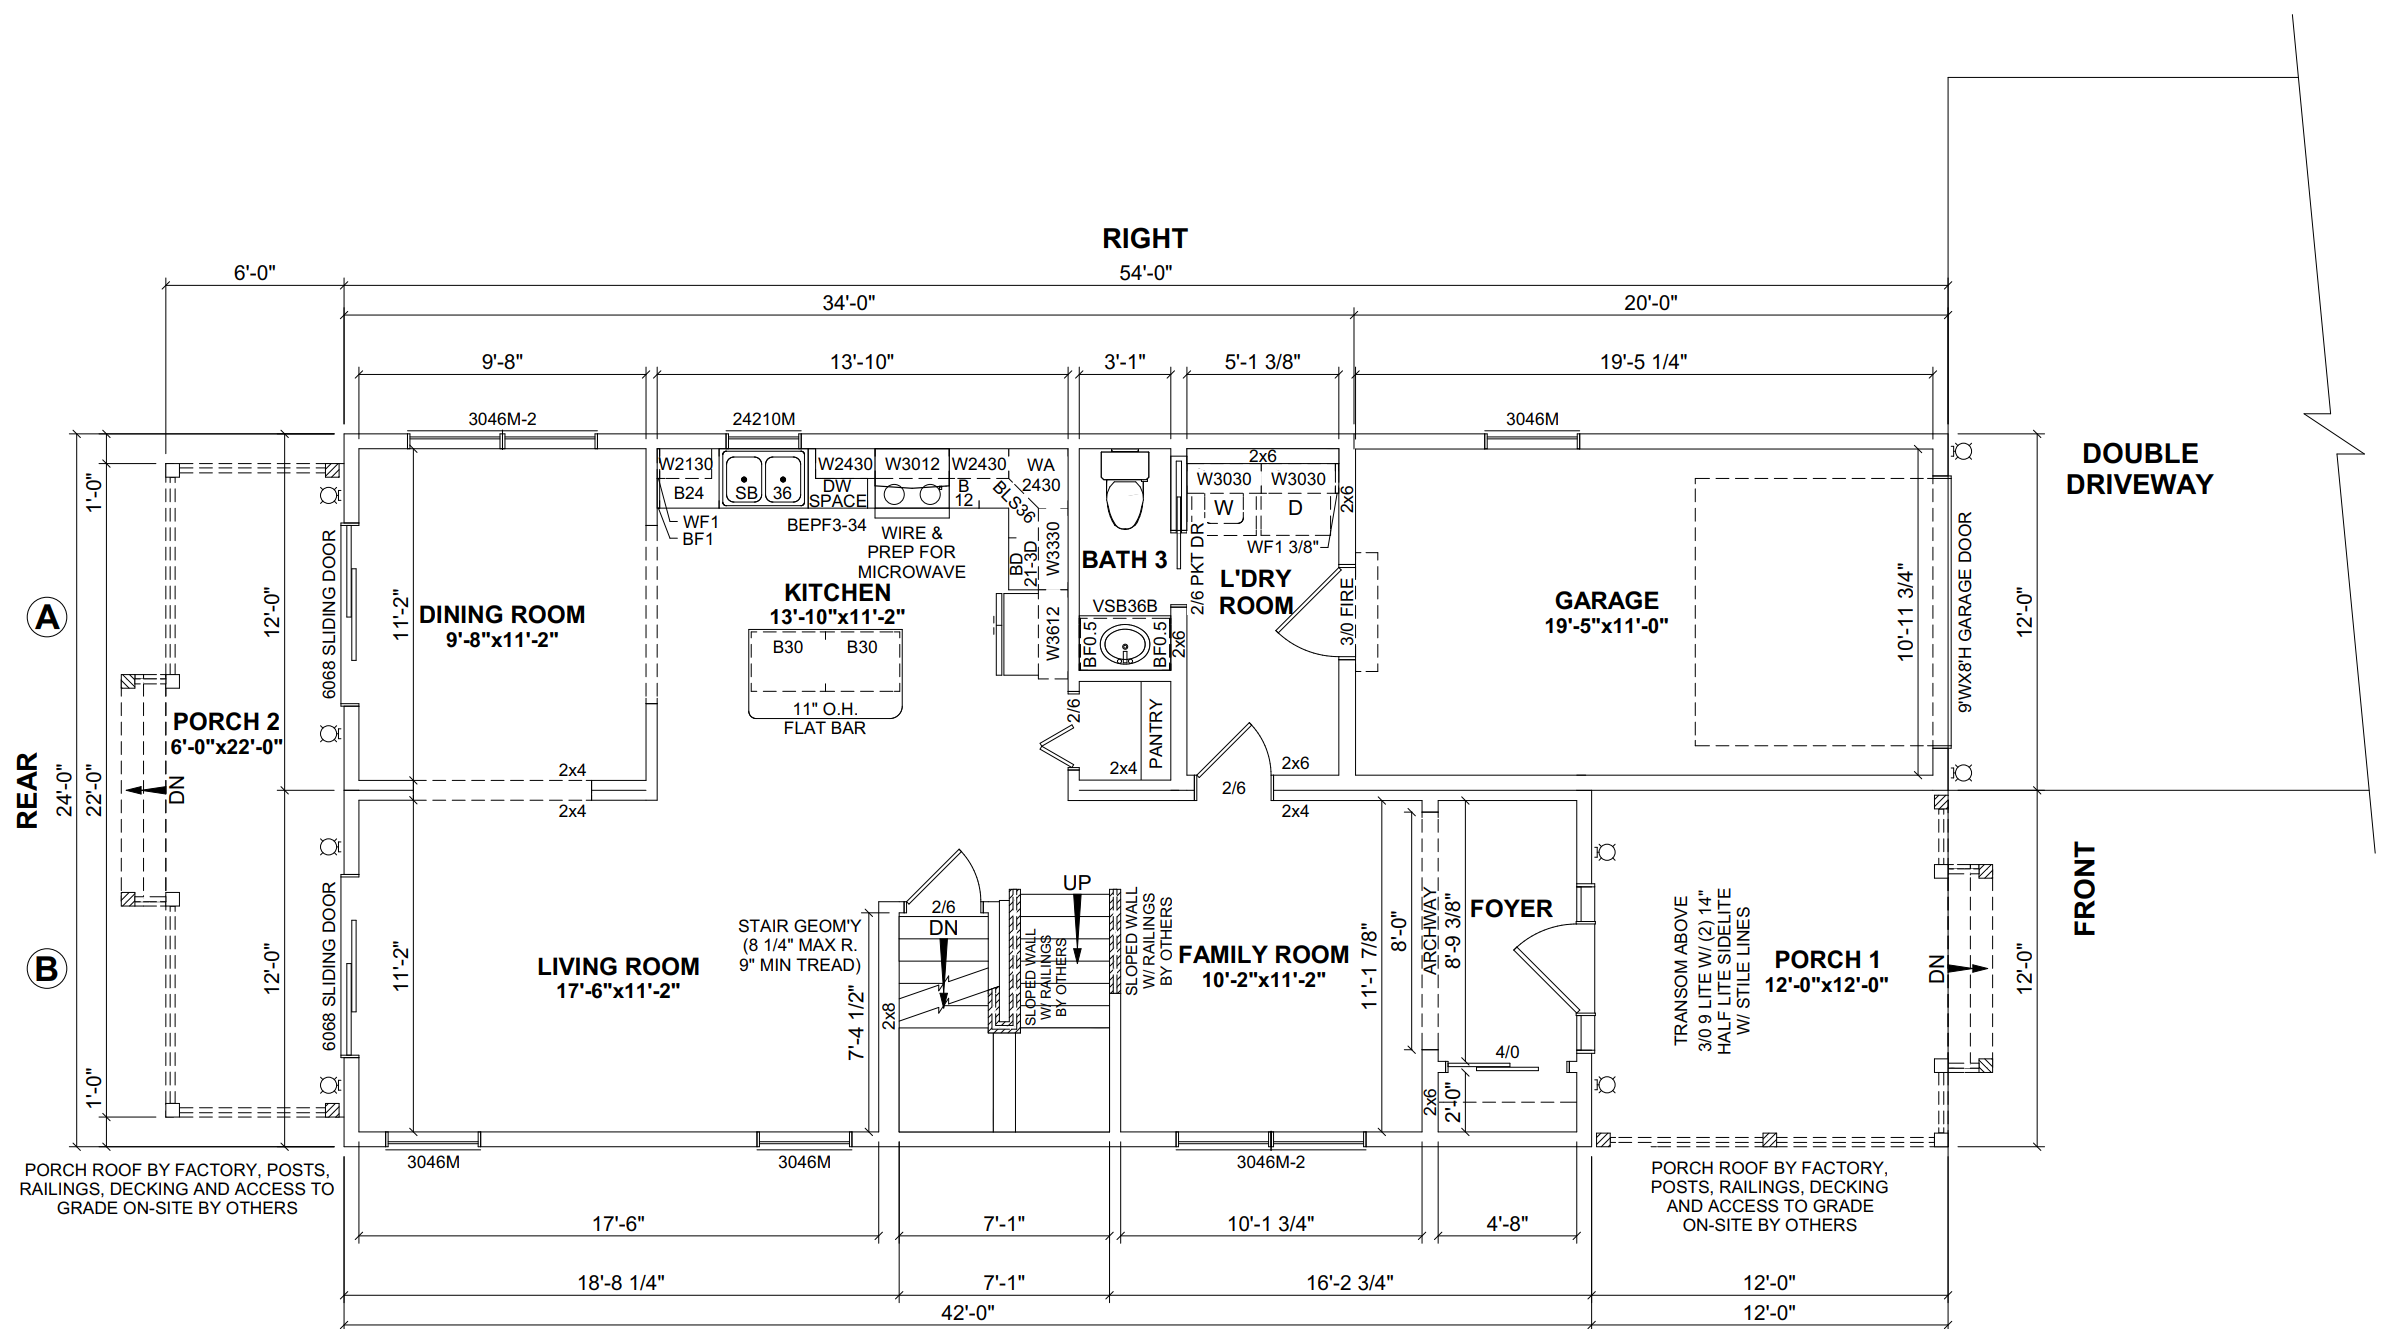 RIGHT
6'-0"
54'-0"
34'-0"
20'-0"
9'-8"
13'-10"
3'-1"
5'-1 3/8"
19'-5 1/4"
3046M-2
24210M
3046M
W2130
B24
SB 36
W2430
DW
SPACE
W3012
W2430
B
12
WA
2430
BLS36
2x6
W3030
W3030
W
D
2x6
WF1
BF1
BEPF3-34
WIRE &
PREP FOR
MICROWAVE
BD
21-3D
W3330
W3612
WF1 3/8"
2/6 PKT DR
BATH 3
L'DRY
ROOM
VSB36B
BF0.5
BF0.5
2x6
3/0 FIRE
KITCHEN
13'-10"x11'-2"
B30
B30
11" O.H.
FLAT BAR
DINING ROOM
9'-8"x11'-2"
11'-2"
GARAGE
19'-5"x11'-0"
10'-11 3/4"
9'WX8'H GARAGE DOOR
12'-0"
DOUBLE
DRIVEWAY
1'-0"
6068 SLIDING DOOR
12'-0"
A
PORCH 2
6'-0"x22'-0"
DN
REAR
24'-0"
22'-0"
2/6
PANTRY
2x4
2x6
2/6
2x4
2x4
2x4
B
12'-0"
6068 SLIDING DOOR
1'-0"
11'-2"
LIVING ROOM
17'-6"x11'-2"
STAIR GEOM'Y
(8 1/4" MAX R.
9" MIN TREAD)
7'-4 1/2"
2x8
2/6
DN
UP
SLOPED WALL
W/ RAILINGS
BY OTHERS
SLOPED WALL
W/ RAILINGS
BY OTHERS
FAMILY ROOM
10'-2"x11'-2"
11'-1 7/8"
8'-0"
ARCHWAY
8'-9 3/8"
FOYER
4/0
2x6
2'-0"
TRANSOM ABOVE
3/0 9 LITE W/ (2) 14"
HALF LITE SIDELITE
W/ STILE LINES
PORCH 1
12'-0"x12'-0"
DN
12'-0"
FRONT
3046M
3046M
3046M-2
PORCH ROOF BY FACTORY, POSTS,
RAILINGS, DECKING AND ACCESS TO
GRADE ON-SITE BY OTHERS
PORCH ROOF BY FACTORY,
POSTS, RAILINGS, DECKING
AND ACCESS TO GRADE
ON-SITE BY OTHERS
17'-6"
7'-1"
10'-1 3/4"
4'-8"
18'-8 1/4"
7'-1"
16'-2 3/4"
12'-0"
42'-0"
12'-0"